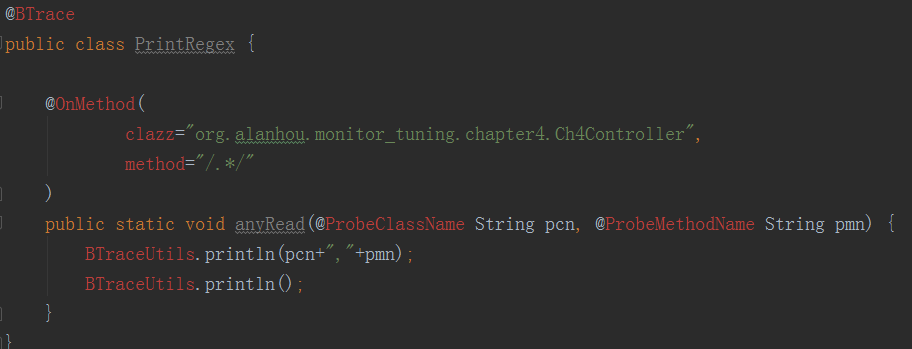 @BTrace
public class PrintRegex {
@OnMethod(
clazz="org.alanhou.monitor_tuning.chapter4.Ch4Controller",
method="/.*/"
)
public static void anyRead(@ProbeClassName String pcn, @ProbeMethodName String pmn) {
BTraceUtils.println(pcn+","+pmn);
BTraceUtils.println();
}
}